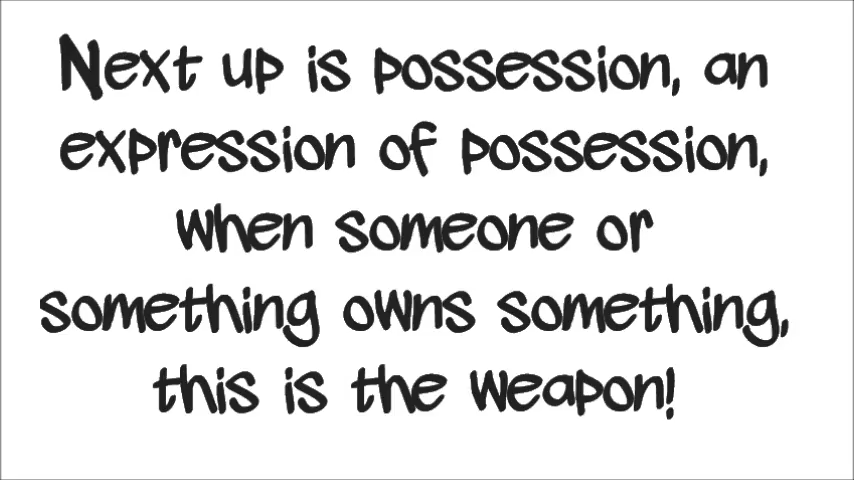 Next up is possession, an
expression of possession,
when someone or
something owns something,
this is the weapon!